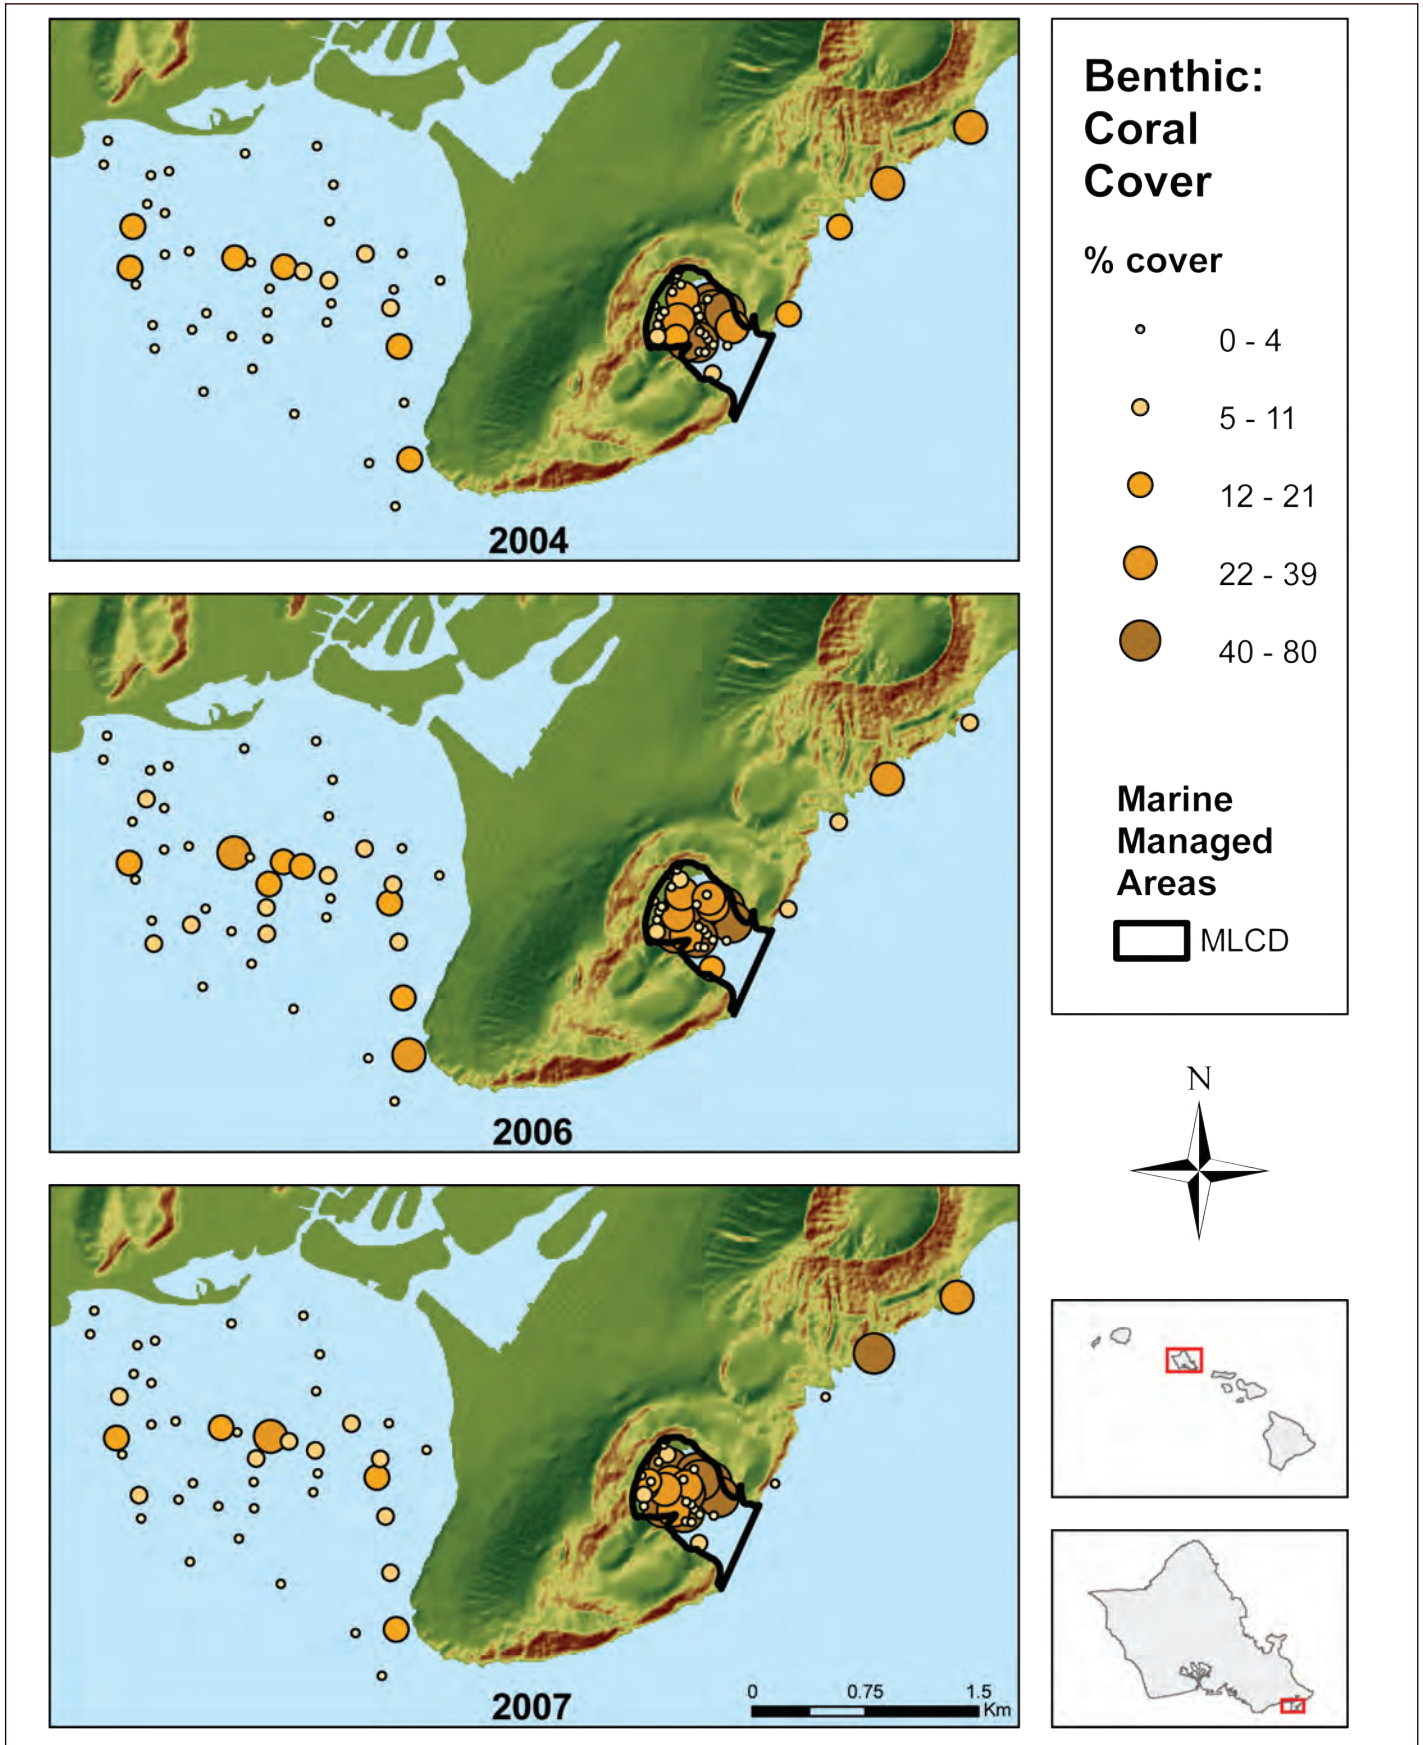 2004
2006
2007
0 0.75 1.5
Km
Benthic:
Coral
Cover
% cover
0 - 4
5 - 11
12 - 21
22 - 39
40 - 80
Marine
Managed
Areas
MLCD
N